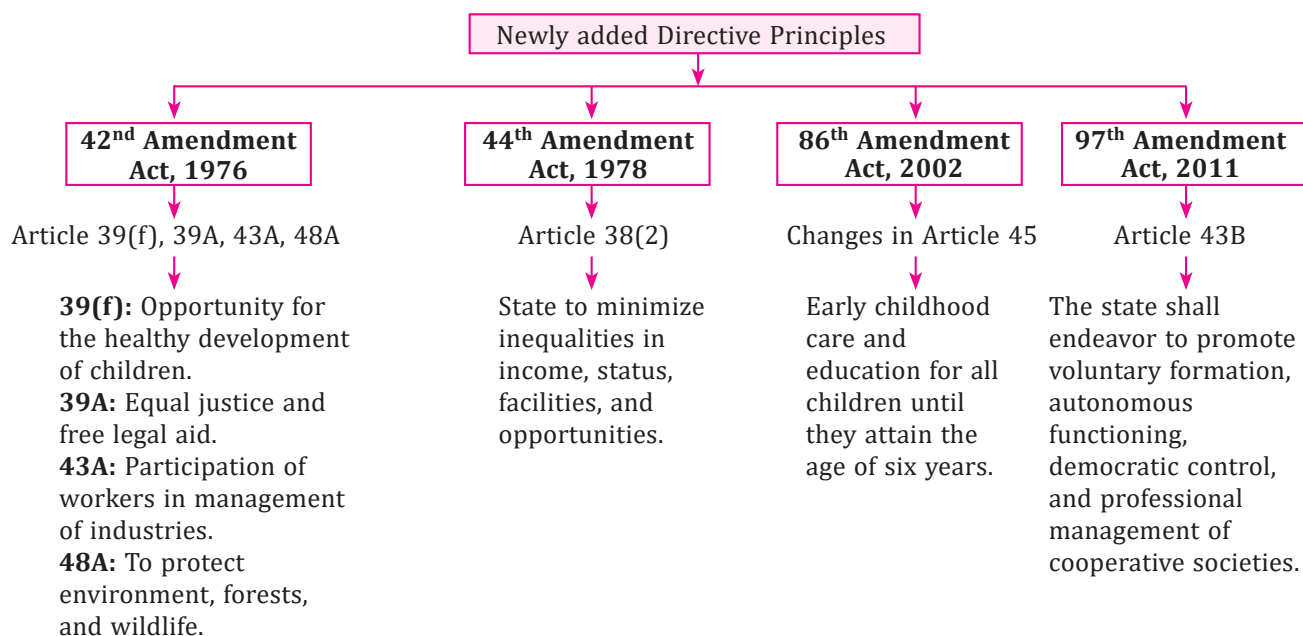 Newly added Directive Principles
42nd Amendment
Act, 1976
Article 39(f), 39A, 43A, 48A
39(f): Opportunity for
the healthy development
of children.
39A: Equal justice and
free legal aid.
43A: Participation of
workers in management
of industries.
48A: To protect
environment, forests,
and wildlife.
44th Amendment
Act, 1978
Article 38(2)
State to minimize
inequalities in
income, status,
facilities, and
opportunities.
86th Amendment
Act, 2002
Changes in Article 45
Early childhood
care and
education for all
children until
they attain the
age of six years.
97th Amendment
Act, 2011
Article 43B
The state shall
endeavor to promote
voluntary formation,
autonomous
functioning,
democratic control,
and professional
management of
cooperative societies.